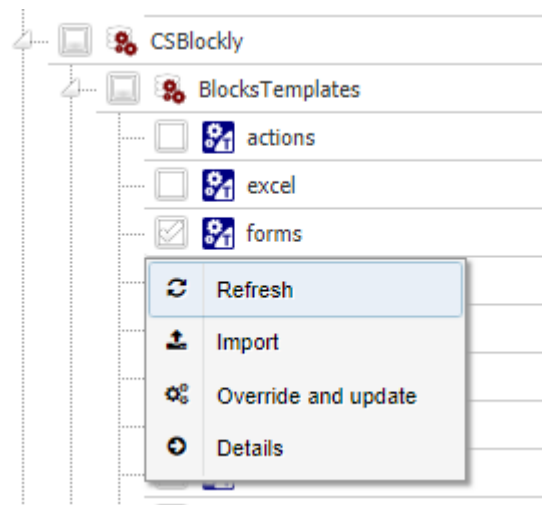 CSBlockly
BlocksTemplates
actions
excel
forms
Refresh
Import
Override and update
Details